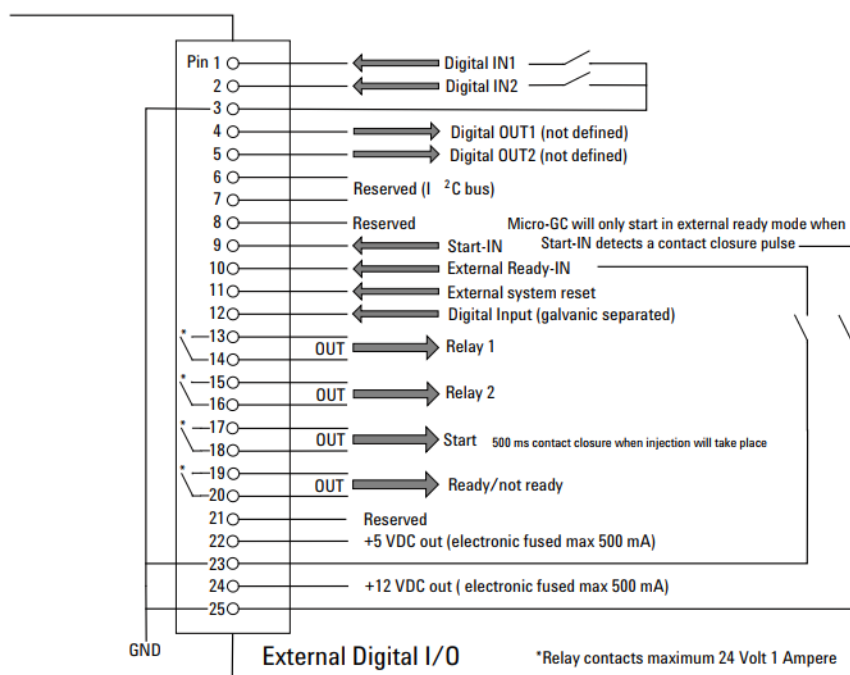 Pin 1 Digital IN1
2 Digital IN2
3
4 Digital OUT1 (not defined)
5 Digital OUT2 (not defined)
6
Reserved (I ²C bus)
7
8 Reserved Micro-GC will only start in external ready mode when
9 Start-IN Start-IN detects a contact closure pulse
10 External Ready-IN
11 External system reset
12 Digital Input (galvanic separated)
* 13
OUT Relay 1
14
* 15
OUT Relay 2
16
* 17
OUT Start 500 ms contact closure when injection will take place
18
* 19
OUT Ready/not ready
20
21 Reserved
22 +5 VDC out (electronic fused max 500 mA)
23
24 +12 VDC out ( electronic fused max 500 mA)
25
GND
External Digital I/O *Relay contacts maximum 24 Volt 1 Ampere